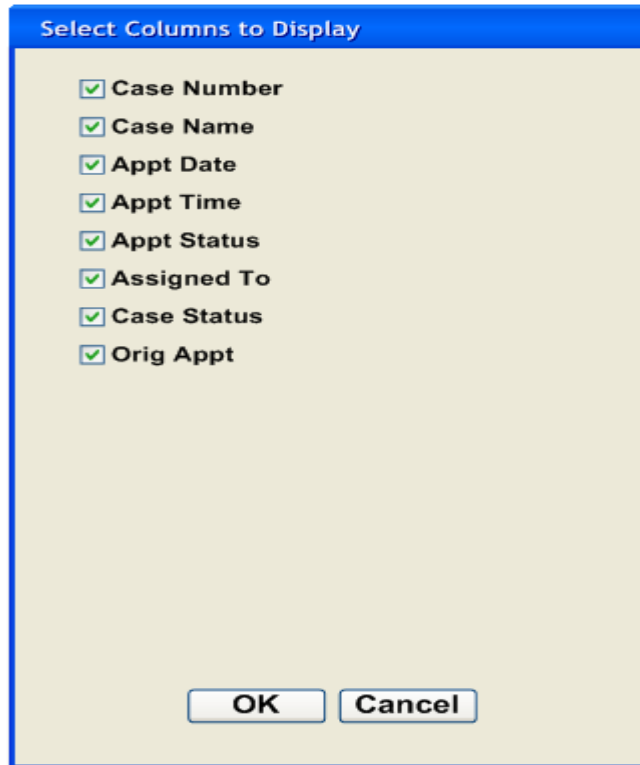 Select Columns to Display
Case Number
Case Name
Appt Date
Appt Time
Appt Status
Assigned To
Case Status
Orig Appt
OK Cancel